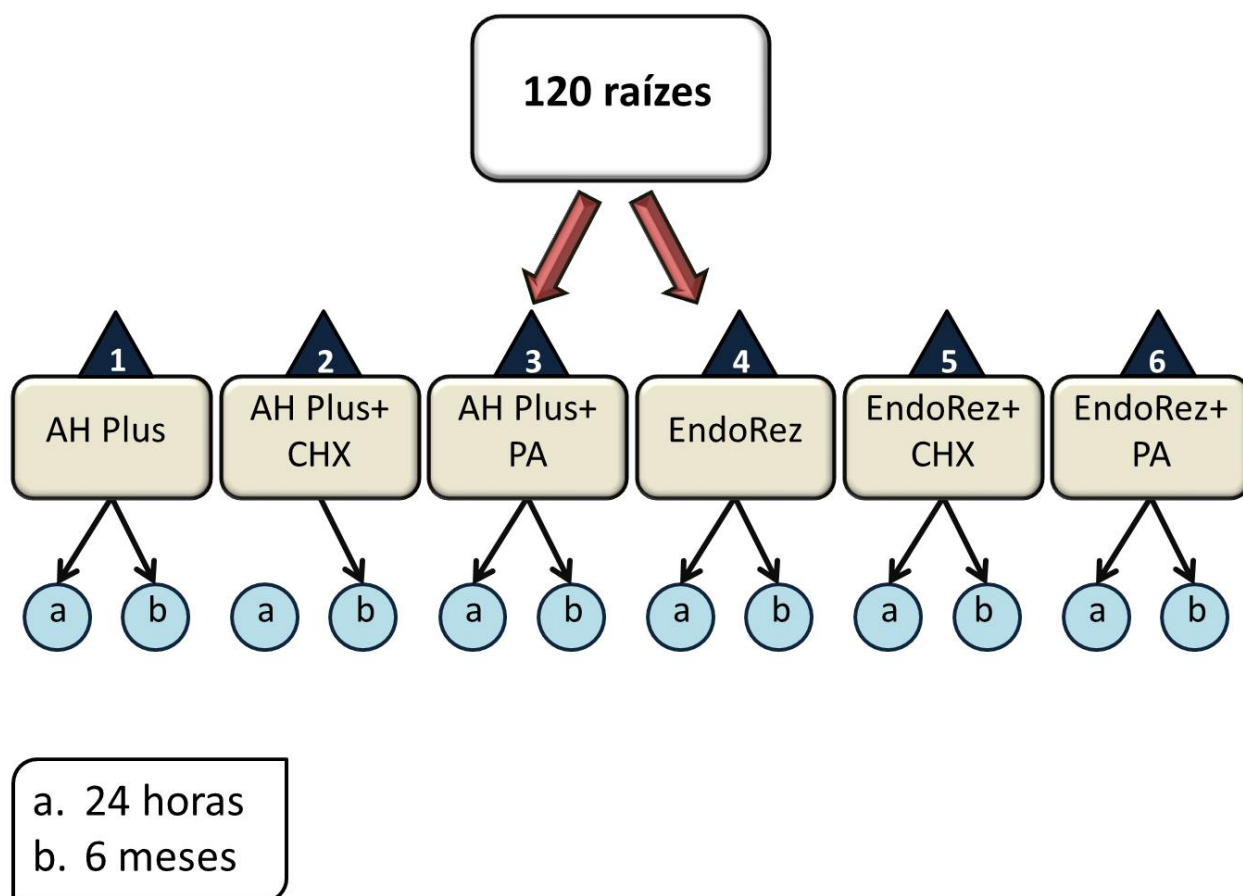 120 raízes
1 2 3 4 5 6
AH Plus
AH Plus+
CHX
AH Plus+
PA
EndoRez
EndoRez+
CHX
EndoRez+
PA
a b a b a b a b a b a b
a. 24 horas
b. 6 meses